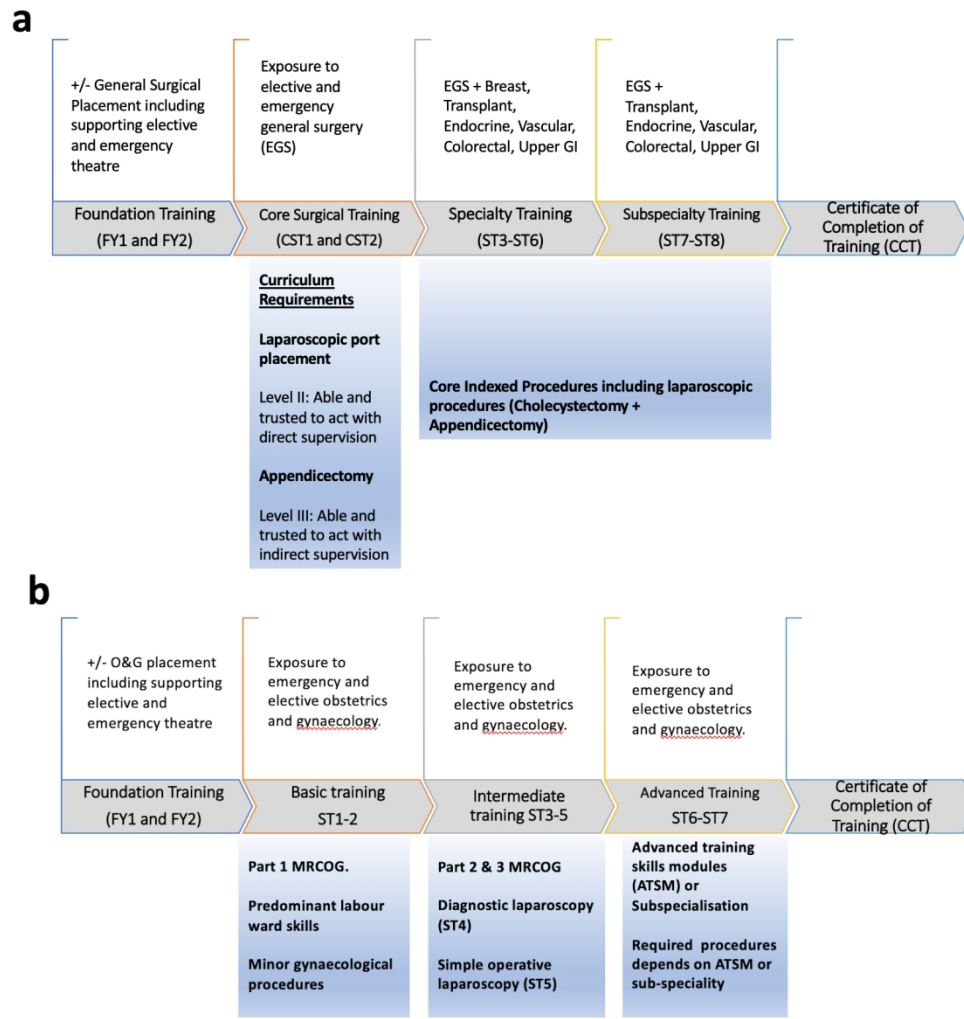 a
+/- General Surgical
Placement including
supporting elective
and emergency
theatre
Exposure to
elective and
emergency
general surgery
(EGS)
EGS + Breast,
Transplant,
Endocrine, Vascular,
Colorectal, Upper GI
EGS +
Transplant,
Endocrine, Vascular,
Colorectal, Upper GI
Foundation Training
(FY1 and FY2)
Core Surgical Training
(CST1 and CST2)
Specialty Training
(ST3-ST6)
Subspecialty Training
(ST7-ST8)
Certificate of
Completion of
Training (CCT)
Curriculum
Requirements
Laparoscopic port
placement
Level II: Able and
trusted to act with
direct supervision
Appendicectomy
Level III: Able and
trusted to act with
indirect supervision
Core Indexed Procedures including laparoscopic
procedures (Cholecystectomy +
Appendicectomy)
b
+/- O&G placement
including supporting
elective and
emergency theatre
Exposure to
emergency and
elective obstetrics
and gynaecology.
Exposure to
emergency and
elective obstetrics
and gynaecology.
Exposure to
emergency and
elective obstetrics
and gynaecology.
Foundation Training
(FY1 and FY2)
Basic training
ST1-2
Intermediate
training ST3-5
Advanced Training
ST6-ST7
Certificate of
Completion of
Training (CCT)
Part 1 MRCOG.
Predominant labour
ward skills
Minor gynaecological
procedures
Part 2 & 3 MRCOG
Diagnostic laparoscopy
(ST4)
Simple operative
laparoscopy (ST5)
Advanced training
skills modules
(ATSM) or
Subspecialisation
Required procedures
depends on ATSM or
sub-speciality